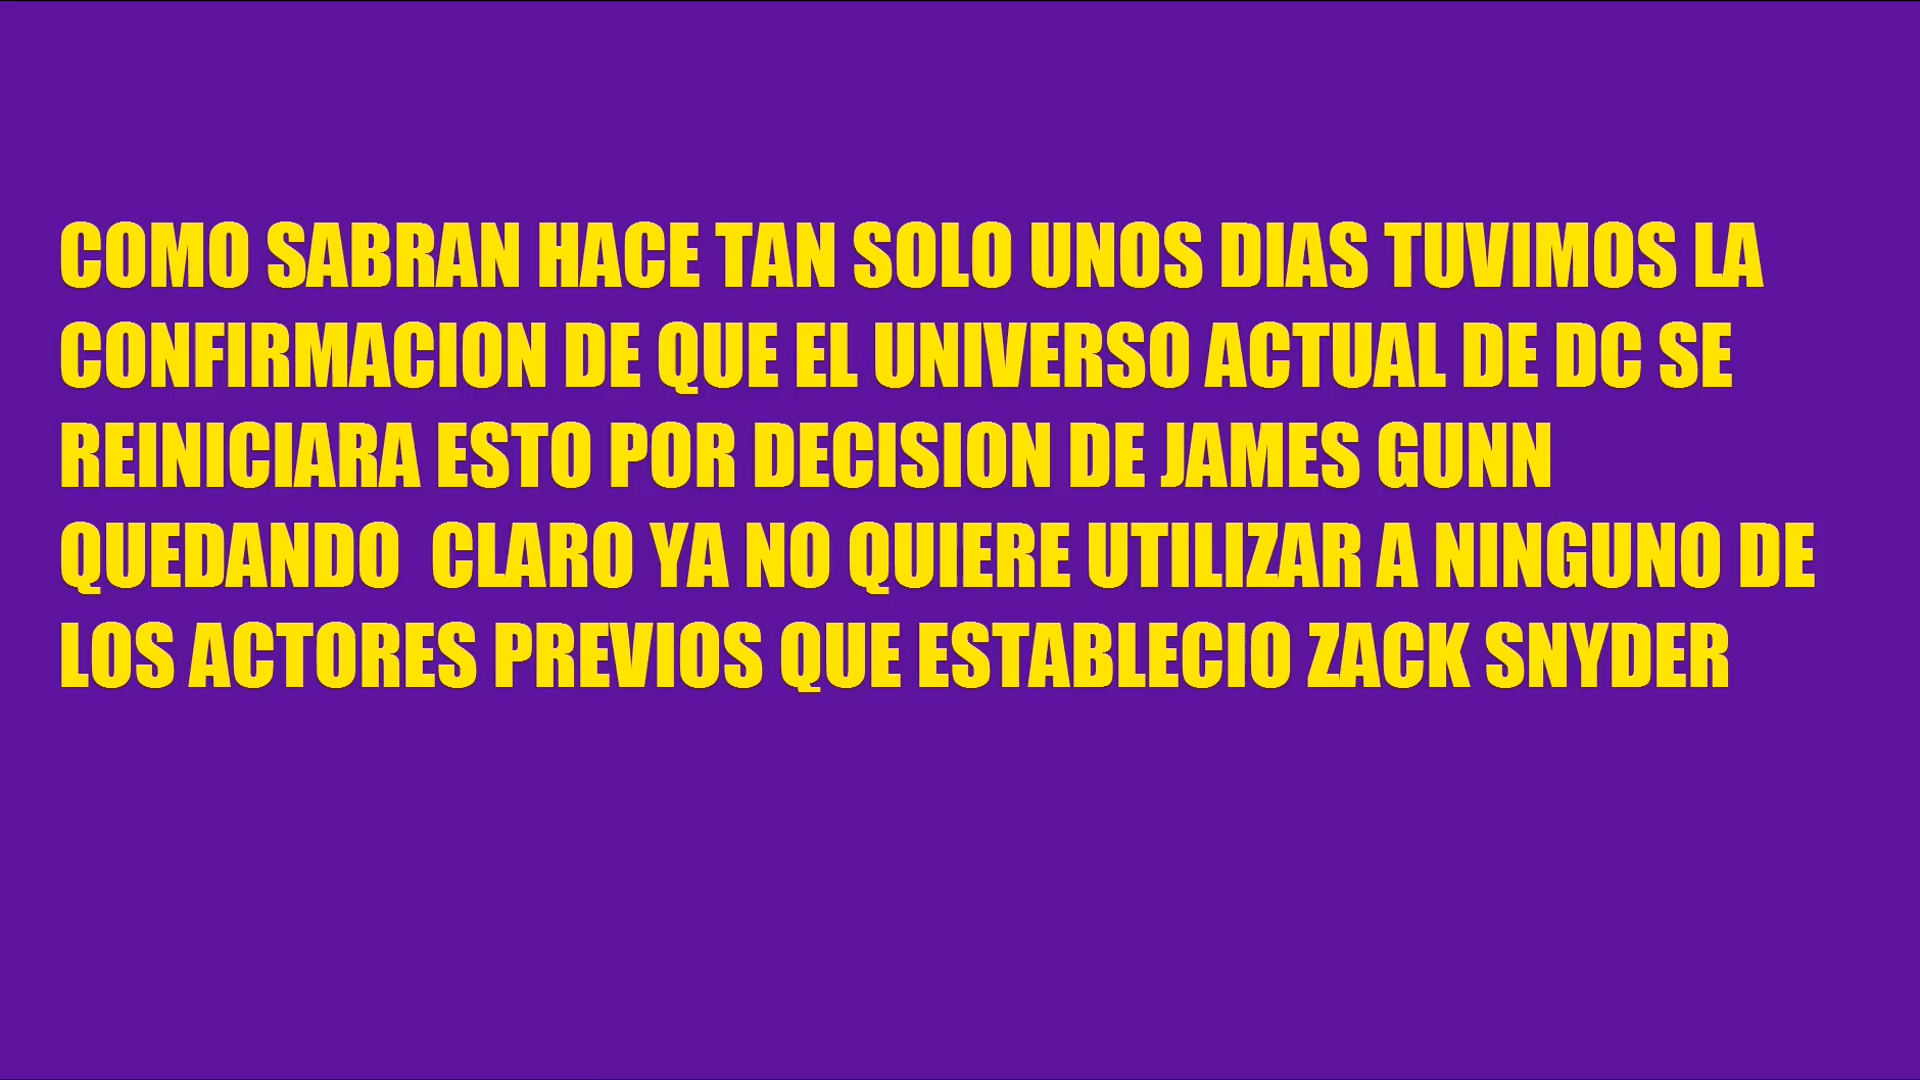 COMO SABRAN HACE TAN SOLO UNOS DIAS TUVIMOS LA
CONFIRMACION DE QUE EL UNIVERSO ACTUAL DE DC SE
REINICIARA ESTO POR DECISION DE JAMES GUNN
QUEDANDO  CLARO YA NO QUIERE UTILIZAR A NINGUNO DE
LOS ACTORES PREVIOS QUE ESTABLECIO ZACK SNYDER